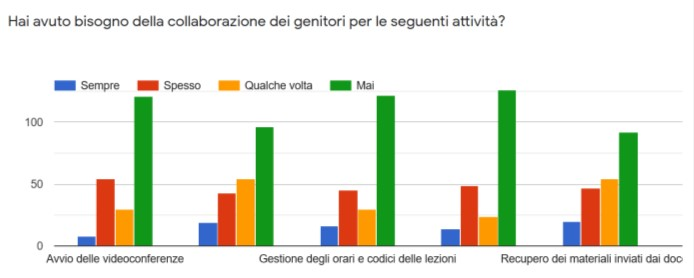 Hai avuto bisogno della collaborazione dei genitori per le seguenti attività?
Sempre Spesso Qualche volta Mai
100
50
0
Avvio delle videoconferenze Gestione degli orari e codici delle lezioni Recupero dei materiali inviati dai doc